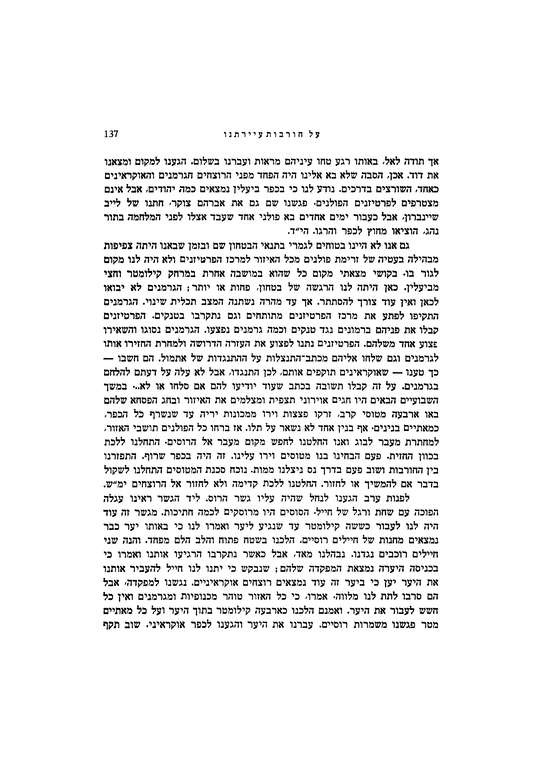 137
על חורבות עיירתנו
אך תודה לאל. באותו רגע טחו עיניהם מראות ועברנו בשלום. הגענו למקום ומצאנו
את דוד. אכן, הסבה שלא בא אלינו היה הפחד מפני הרוצחים הגרמנים והאוקראינים
כאחד, השורצים בדרכים. נודע לנו כי בכפר ביעלין נמצאים כמה יהודים, אבל אינם
מצטרפים לפרטיזנים הפולנים. פגשנו שם גם את אברהם צוקר, חתנו של לייב
שיינברון, אבל כעבור ימים אחדים בא פולני אחד שעבד אצלו לפני המלחמה בתור
נהג, הוציאו מחוץ לכפר והרגו. הי״ד.
גם אנו לא היינו בטוחים לגמרי בתנאי הבטחון שם ובזמן שבאנו היתה צפיפות
מבהילה בעטיה של זרימת פולנים מכל האיזור למרכז הפרטיזנים ולא היה לנו מקום
לגור בו. בקושי מצאתי מקום כל שהוא במושבה אחרת במרחק קילומטר וחצי
מביעלין. כאן היתה לנו הרגשה של בטחון, פחות או יותר; הגרמנים לא יבואו
לכאן ואין עוד צורך להסתתר. אך עד מהרה נשתנה המצב תכלית שינוי. הגרמנים
התקיפו לפתע את מרכז הפרטיזנים מתותחים וגם נתקרבו בטנקים. הפרטיזנים
קבלו את פניהם ברמונים נגד טנקים וכמה גרמנים נפצעו. הגרמנים נסוגו והשאירו
פצוע אחד משלהם. הפרטיזנים נתנו לפצוע את העזרה הדרושה ולמחרת החזירו אותו
לגרמנים וגם שלחו אליהם מכתב־התנצלות על ההתנגדות של אתמול. הם חשבו —
כך טענו — שאוקראינים תוקפים אותם, לכן התנגדו, אבל לא עלה על דעתם להלחם
בגרמנים. על זה קבלו תשובה בכתב שעוד יודיעו להם אם סלחו או לא... במשך
השבועיים הבאים היו חגים אוירוני תצפית ומצלמים את האיזור ובחג הפסחא שלהם
באו ארבעה מטוסי קרב, זרקו פצצות וירו ממכונות יריה עד שנשרף כל הכפר,
כמאתיים בנינים. אף בנין אחד לא נשאר על תלו. אז ברחו כל הפולנים תושבי האזור,
למחתרת מעבר לבוג ואנו החלטנו לחפש מקום מעבר אל הרוסים. התחלנו ללכת
בכוון החזית. פעם הבחינו בנו מטוסים וירו עלינו. זה היה בכפר שרוף. התפזרנו
בין החורבות ושוב פעם בדרך נס ניצלנו ממות. נוכח סכנת המטוסים התחלנו לשקול
בדבר אם להמשיך או לחזור. החלטנו ללכת קדימה ולא לחזור אל הרוצחים ימ״ש.
לפנות ערב הגענו לנחל שהיה עליו גשר הרוס. ליד הגשר ראינו עגלה
הפוכה עם שחת ורגל של חייל. הסוסים היו מרוסקים לכמה חתיכות. מגשר זה עוד
היה לנו לעבור כששה קילומטר עד שנגיע ליער ואמרו לנו כי באותו יער כבר
נמצאים מחנות של חיילים רוסיים. הלכנו בשטח פתוח והלב הלם מפחד. והנה שני
חיילים רוכבים נגדנו. נבהלנו מאד, אבל כאשר נתקרבו הרגיעו אותנו ואמרו כי
בכניסה היערה נמצאת המפקדה שלהם; שנבקש כי יתנו לנו חייל להעביר אותנו
את היער יען כי ביער זה עוד נמצאים רוצחים אוקראיניים. נגשנו למפקדה, אבל
הם סרבו לתת לנו מלווה. אמרו, כי כל האזור טוהר מכנופיות ומגרמנים ואין כל
חשש לעבור את היער. ואמנם הלכנו כארבעה קילומטר בתוך היער ועל כל מאתיים
מטר פגשנו משמרות רוסיים. עברנו את היער והגענו לכפר אוקראיני. שוב תקף